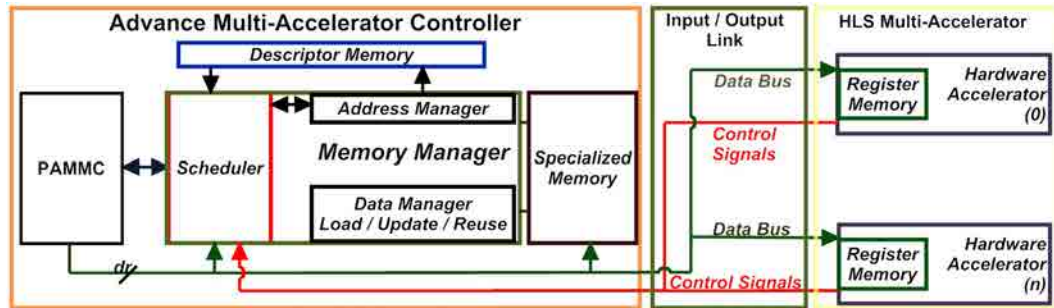 Advance Multi-Accelerator Controller
Descriptor Memory
PAMMC
Scheduler
Address Manager
Memory Manager
Data Manager
Load / Update / Reuse
Specialized
Memory
dr
Input / Output
Link
Data Bus
Control
Signals
Data Bus
Control Signals
HLS Multi-Accelerator
Register
Memory
Hardware
Accelerator
(0)
Register
Memory
Hardware
Accelerator
(n)